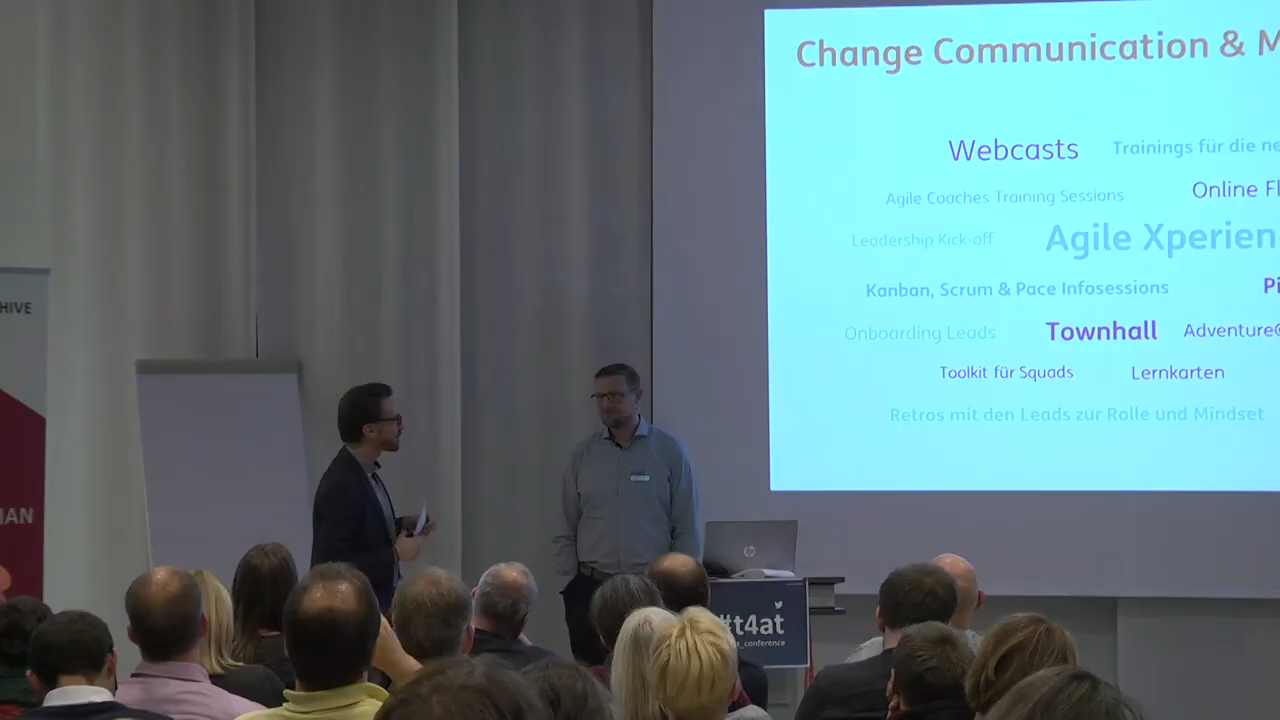 Change Communication & M
Webcasts
Trainings für die ne
Agile Coaches Training Sessions
Online Fl
Leadership Kick-off
Agile Xperien
Kanban, Scrum & Pace Infosessions
Pi
Onboarding Leads
Townhall
Adventure@
Toolkit für Squads
Lernkarten
Retros mit den Leads zur Rolle und Mindset
HIVE
IAN
hp
#t4at
_conference